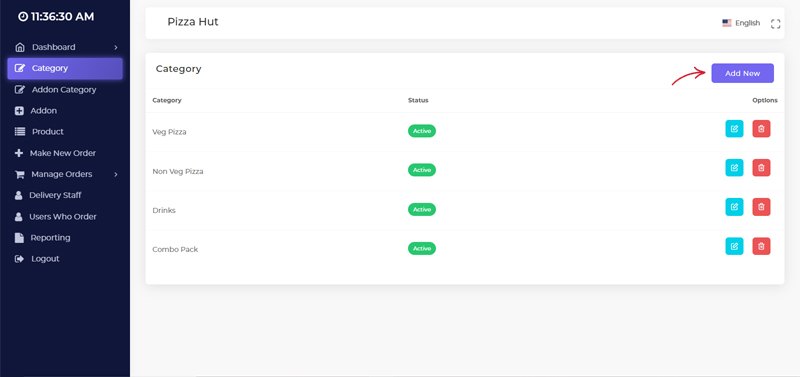 11:36:30 AM
Dashboard
Category
Addon Category
Addon
Product
Make New Order
Manage Orders
Delivery Staff
Users Who Order
Reporting
Logout
Pizza Hut
English
Category
Add New
Category Status Options
Veg Pizza Active
Non Veg Pizza Active
Drinks Active
Combo Pack Active